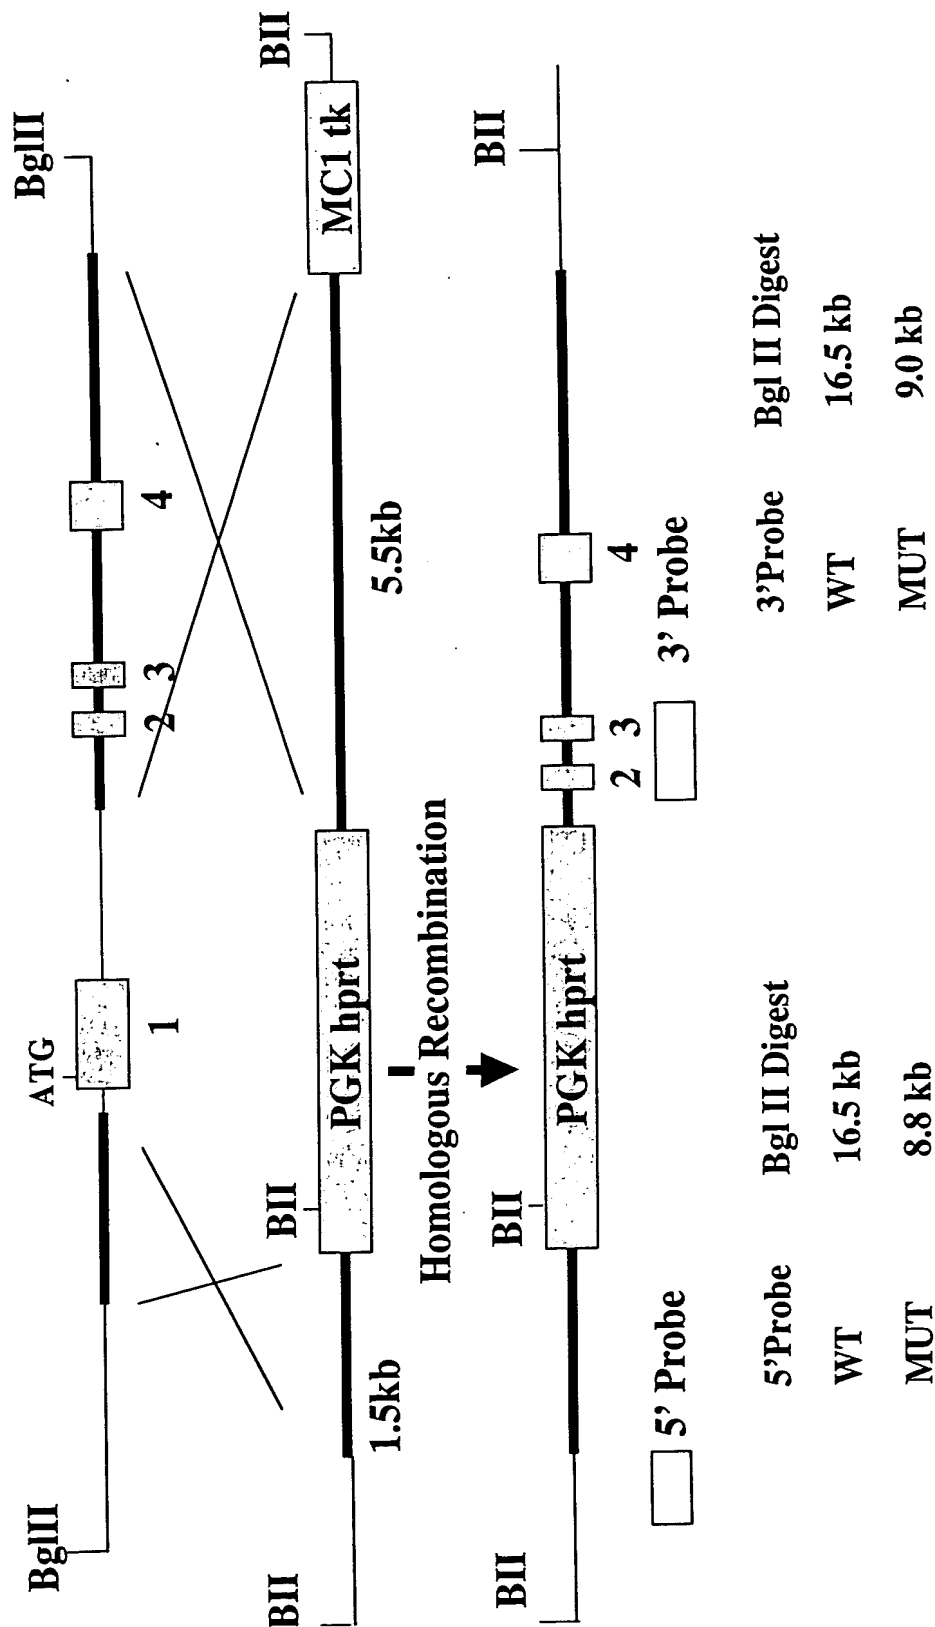 BglII
ATG
BglII
1
2
3
4
BII
BII
PGK hprt
MC1 tk
BII
1.5kb
5.5kb
Homologous Recombination
BII
BII
PGK hprt
BII
2
3
4
5' Probe
3' Probe
5'Probe
Bgl II Digest
3'Probe
Bgl II Digest
WT
16.5 kb
WT
16.5 kb
MUT
8.8 kb
MUT
9.0 kb